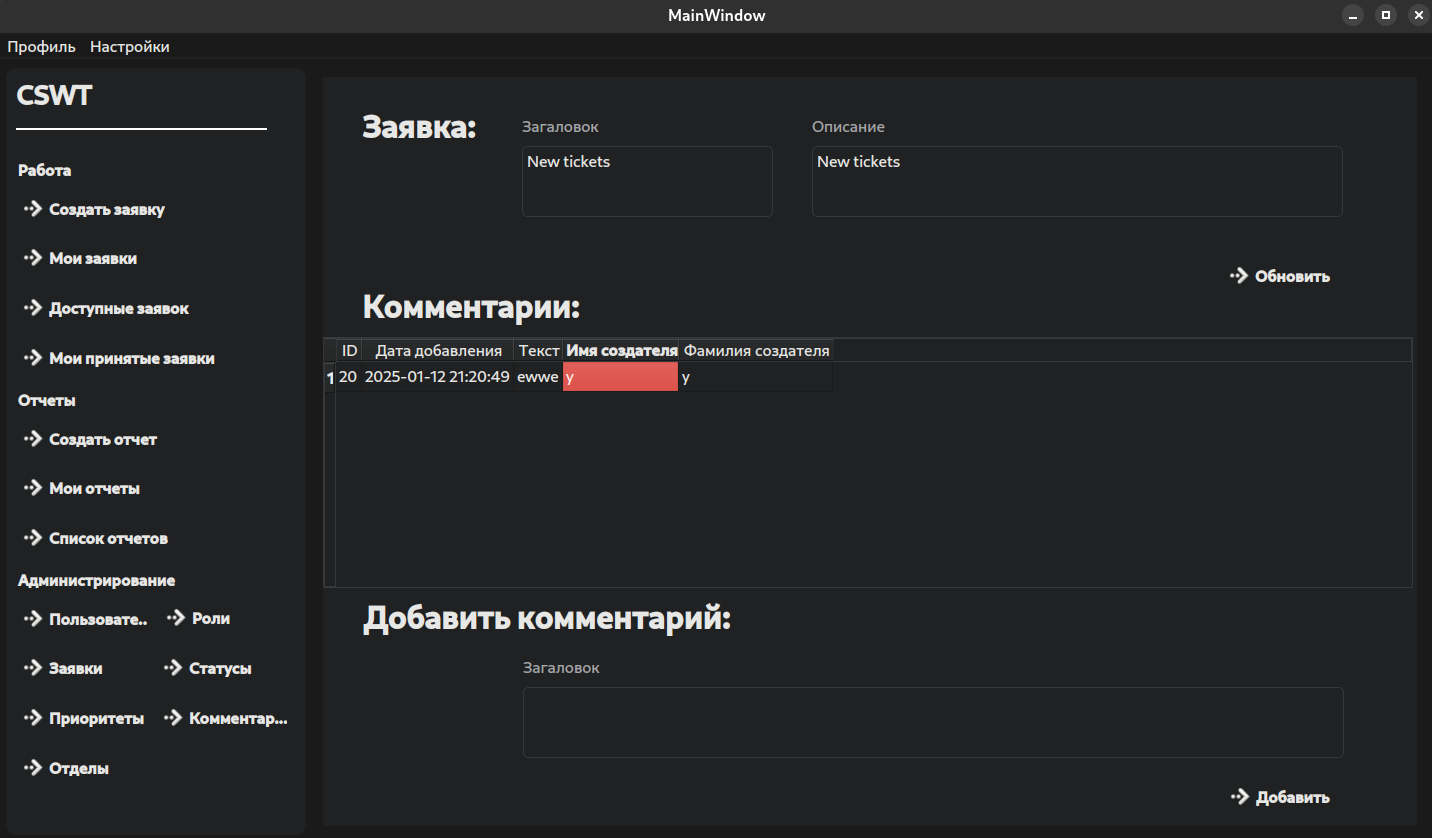 MainWindow
Профиль Настройки
CSWT
Работа
Создать заявку
Мои заявки
Доступные заявок
Мои принятые заявки
Отчеты
Создать отчет
Мои отчеты
Список отчетов
Администрирование
Пользовате.. Роли
Заявки Статусы
Приоритеты Комментар...
Отделы
Заявка: Загаловок Описание
New tickets New tickets
Обновить
Комментарии:
ID Дата добавления Текст Имя создателя Фамилия создателя
1 20 2025-01-12 21:20:49 ewwe y y
Добавить комментарий:
Загаловок
Добавить